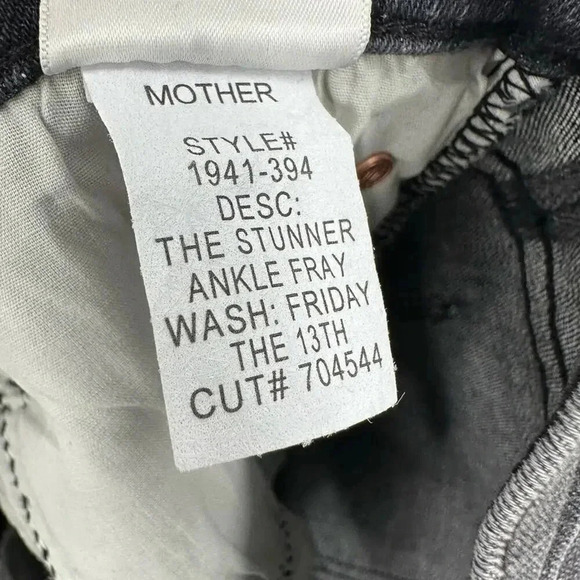 MOTHER
STYLE#
1941-394
DESC:
THE STUNNER
ANKLE FRAY
WASH: FRIDAY
THE 13TH
CUT# 704544